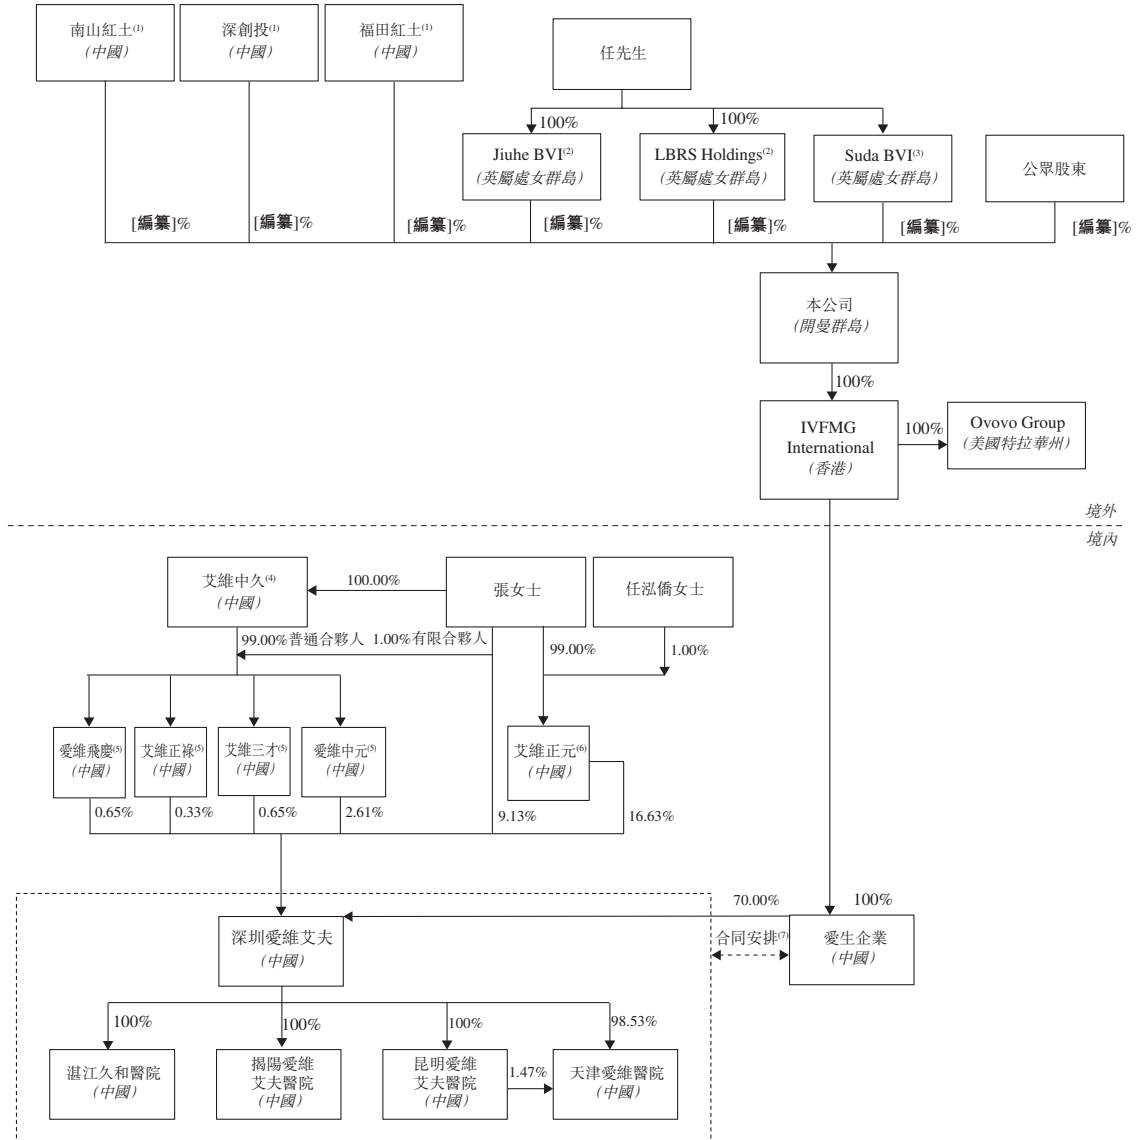 南山紅土(1)
(中國)
深創投(1)
(中國)
福田紅土(1)
(中國)
任先生
100%
100%
Jiuhe BVI(2)
(英屬處女群島)
LBRS Holdings(2)
(英屬處女群島)
Suda BVI(3)
(英屬處女群島)
公眾股東
[編纂]%
[編纂]%
[編纂]%
[編纂]%
[編纂]%
[編纂]%
[編纂]%
本公司
(開曼群島)
100%
IVFMG
International
(香港)
100%
Ovovo Group
(美國特拉華州)
境外
境內
艾維中久(4)
(中國)
100.00%
張女士
任泓僑女士
99.00%普通合夥人
1.00%有限合夥人
99.00%
1.00%
愛維飛慶(5)
(中國)
艾維正祿(5)
(中國)
艾維三才(5)
(中國)
愛維中元(5)
(中國)
艾維正元(6)
(中國)
0.65%
0.33%
0.65%
2.61%
9.13%
16.63%
70.00%
100%
深圳愛維艾夫
(中國)
合同安排(7)
愛生企業
(中國)
100%
100%
100%
98.53%
湛江久和醫院
(中國)
揭陽愛維
艾夫醫院
(中國)
昆明愛維
艾夫醫院
(中國)
1.47%
天津愛維醫院
(中國)